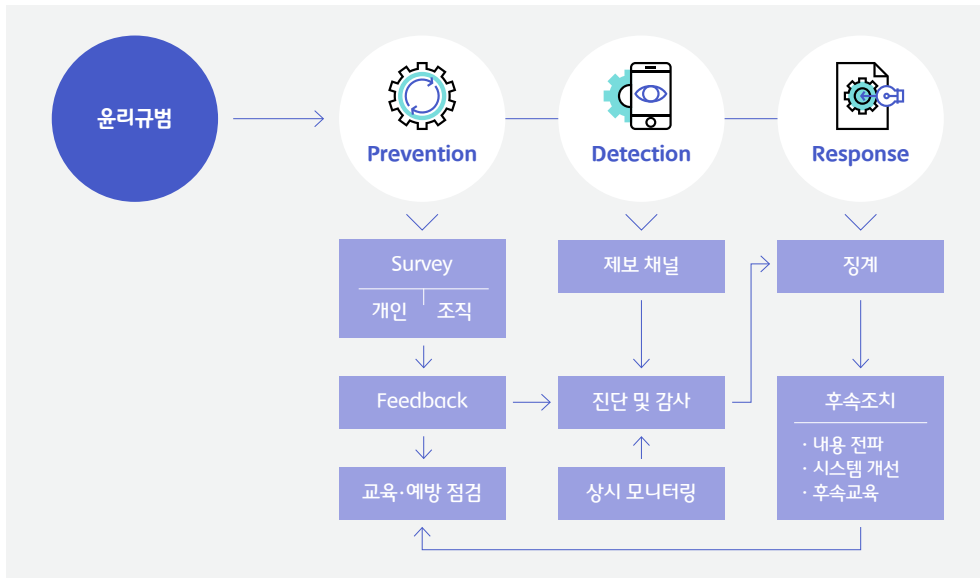 윤리규범
Prevention
Detection
Response
Survey
개인 조직
Feedback
교육·예방 점검
제보 채널
진단 및 감사
상시 모니터링
징계
후속조치
· 내용 전파
· 시스템 개선
· 후속교육